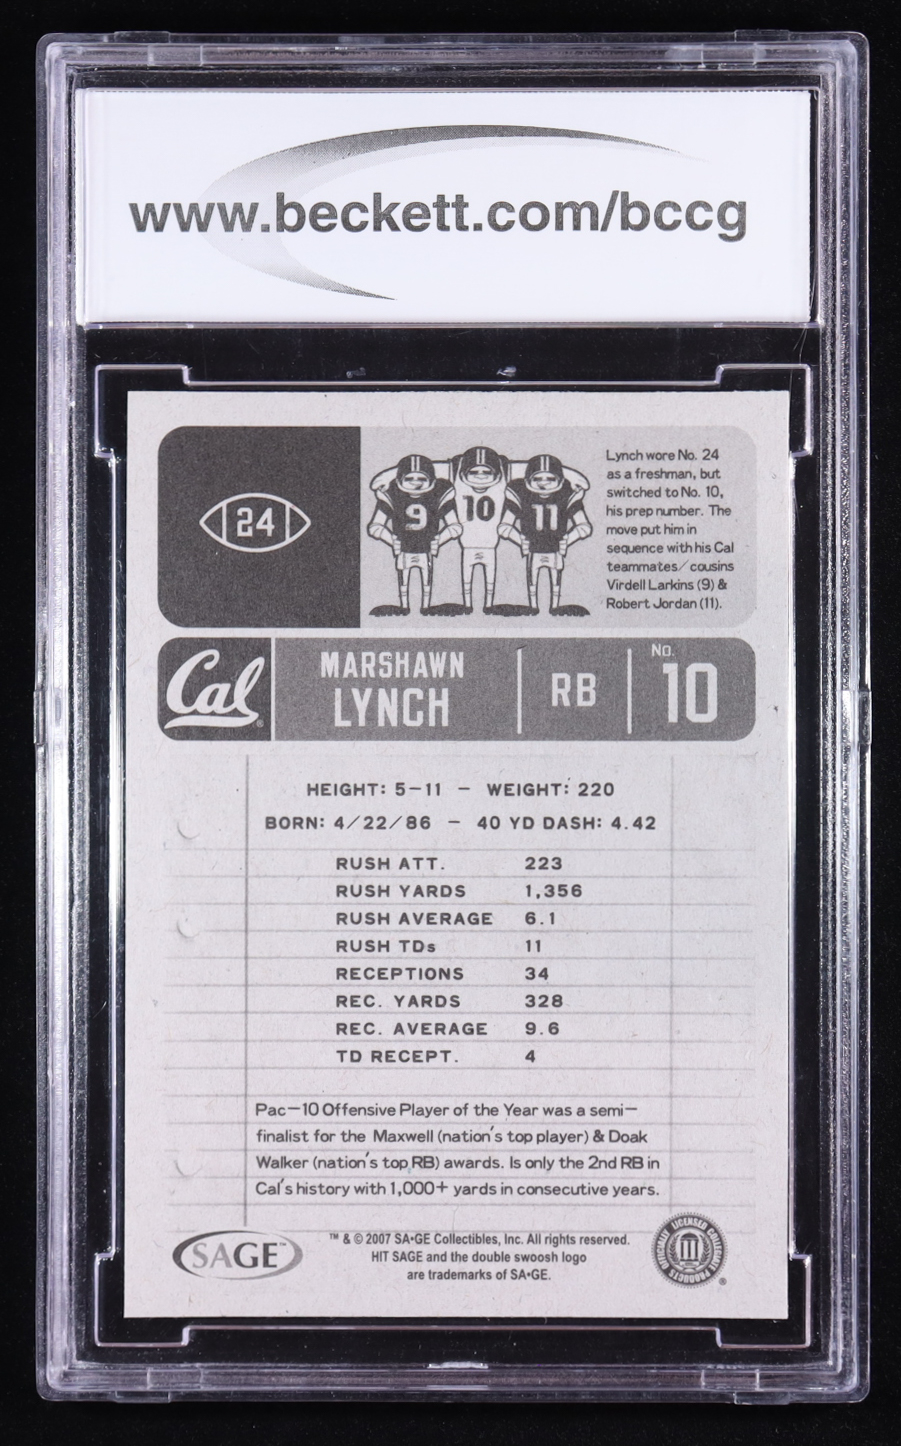 www.beckett.com/bccg
24
9
10
11
Lynch wore No. 24
as a freshman, but
switched to No. 10,
his prep number. The
move put him in
sequence with his Cal
teammates/cousins
Virdell Larkins (9) &
Robert Jordan (11).
Cal
MARSHAWN
LYNCH
RB
No.
10
HEIGHT: 5-11 - WEIGHT: 220
BORN: 4/22/86 - 40 YD DASH: 4.42
RUSH ATT. 223
RUSH YARDS 1,356
RUSH AVERAGE 6.1
RUSH TDs 11
RECEPTIONS 34
REC. YARDS 328
REC. AVERAGE 9.6
TD RECEPT. 4
Pac-10 Offensive Player of the Year was a semi-
finalist for the Maxwell (nation's top player) & Doak
Walker (nation's top RB) awards. Is only the 2nd RB in
Cal's history with 1,000+ yards in consecutive years.
SAGE™
™ & © 2007 SA•GE Collectibles, Inc. All rights reserved.
HIT SAGE and the double swoosh logo
are trademarks of SA•GE.
OFFICIALLY LICENSED COLLEGIATE PRODUCTS
®